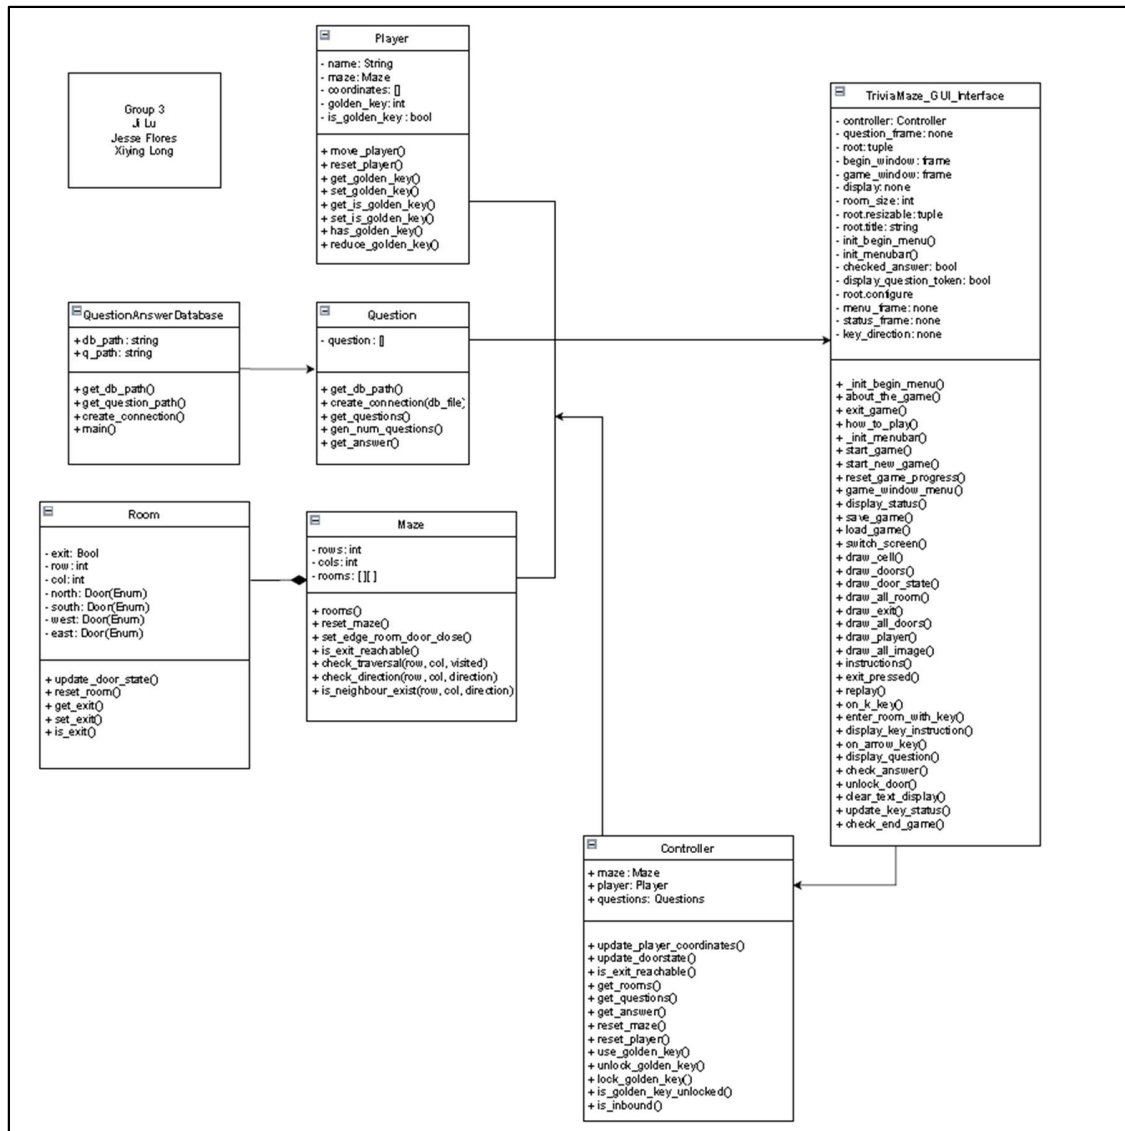 Group 3
Ji Lu
Jesse Flores
Xiying Long
Player
- name: String
- maze: Maze
- coordinates: []
- golden_key: int
- is_golden_key: bool
+ move_player()
+ reset_player()
+ get_golden_key()
+ set_golden_key()
+ get_is_golden_key()
+ set_is_golden_key()
+ has_golden_key()
+ reduce_golden_key()
QuestionAnswerDatabase
+ db_path: string
+ q_path: string
+ get_db_path()
+ get_question_path()
+ create_connection()
+ main()
Question
- question: []
+ get_db_path()
+ create_connection(db_file)
+ get_questions()
+ gen_num_questions()
+ get_answer()
Room
- exit: Bool
- row: int
- col: int
- north: Door(Enum)
- south: Door(Enum)
- west: Door(Enum)
- east: Door(Enum)
+ update_door_state()
+ reset_room()
+ get_exit()
+ set_exit()
+ is_exit()
Maze
- rows: int
- cols: int
- rooms: [][]
+ rooms()
+ reset_maze()
+ set_edge_room_door_close()
+ is_exit_reachable()
+ check_traversal(row, col, visited)
+ check_direction(row, col, direction)
+ is_neighbour_exist(row, col, direction)
TriviaMaze_GUI_Interface
- controller: Controller
- question_frame: none
- root: tuple
- begin_window: frame
- game_window: frame
- display: none
- room_size: int
- root.resizable: tuple
- root.title: string
- init_begin_menu()
- init_menubar()
- checked_answer: bool
- display_question_token: bool
- root.configure
- menu_frame: none
- status_frame: none
- key_direction: none
+ _init_begin_menu()
+ about_the_game()
+ exit_game()
+ how_to_play()
+ _init_menubar()
+ start_game()
+ start_new_game()
+ reset_game_progress()
+ game_window_menu()
+ display_status()
+ save_game()
+ load_game()
+ switch_screen()
+ draw_cell()
+ draw_doors()
+ draw_door_state()
+ draw_all_room()
+ draw_exit()
+ draw_all_doors()
+ draw_player()
+ draw_all_image()
+ instructions()
+ exit_pressed()
+ replay()
+ on_k_key()
+ enter_room_with_key()
+ display_key_instruction()
+ on_arrow_key()
+ display_question()
+ check_answer()
+ unlock_door()
+ clear_text_display()
+ update_key_status()
+ check_end_game()
Controller
+ maze: Maze
+ player: Player
+ questions: Questions
+ update_player_coordinates()
+ update_doorstate()
+ is_exit_reachable()
+ get_rooms()
+ get_questions()
+ get_answer()
+ reset_maze()
+ reset_player()
+ use_golden_key()
+ unlock_golden_key()
+ lock_golden_key()
+ is_golden_key_unlocked()
+ is_inbound()